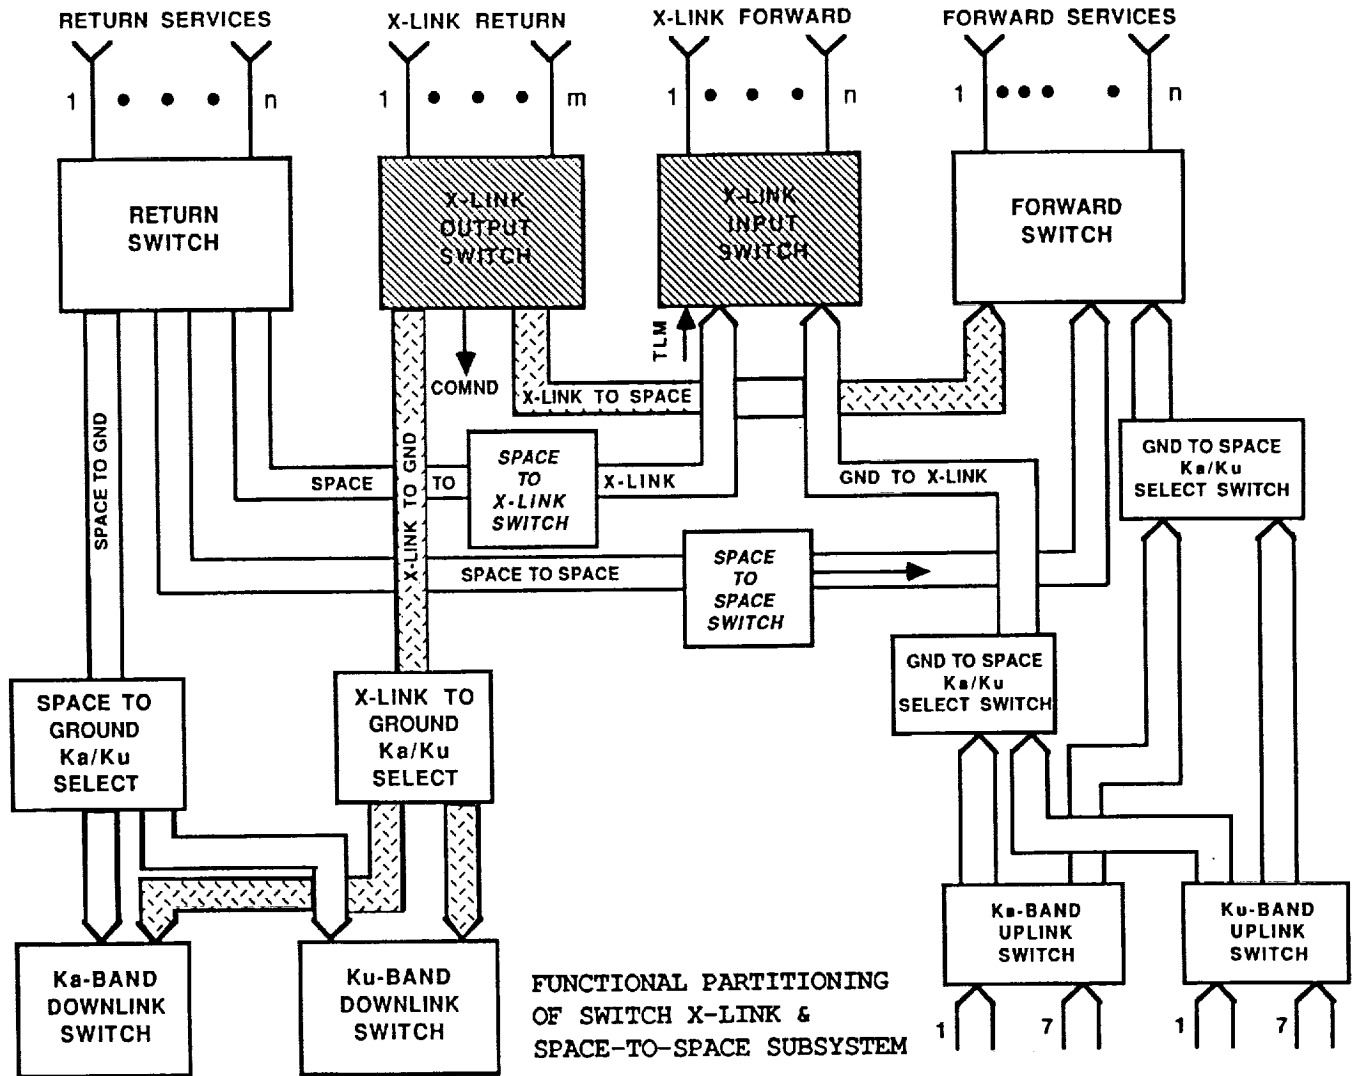 RETURN SERVICES
X-LINK RETURN
X-LINK FORWARD
FORWARD SERVICES
1
n
1
m
1
n
1
n
RETURN
SWITCH
X-LINK
OUTPUT
SWITCH
X-LINK
INPUT
SWITCH
FORWARD
SWITCH
TLM
COMND
X-LINK TO SPACE
SPACE TO GND
X-LINK TO GND
SPACE TO
SPACE
TO
X-LINK
SWITCH
X-LINK
GND TO X-LINK
GND TO SPACE
Ka/Ku
SELECT SWITCH
SPACE TO SPACE
SPACE
TO
SPACE
SWITCH
GND TO SPACE
Ka/Ku
SELECT SWITCH
SPACE TO
GROUND
Ka/Ku
SELECT
X-LINK TO
GROUND
Ka/Ku
SELECT
Ka-BAND
UPLINK
SWITCH
Ku-BAND
UPLINK
SWITCH
Ka-BAND
DOWNLINK
SWITCH
Ku-BAND
DOWNLINK
SWITCH
1
7
1
7
FUNCTIONAL PARTITIONING
OF SWITCH X-LINK &
SPACE-TO-SPACE SUBSYSTEM